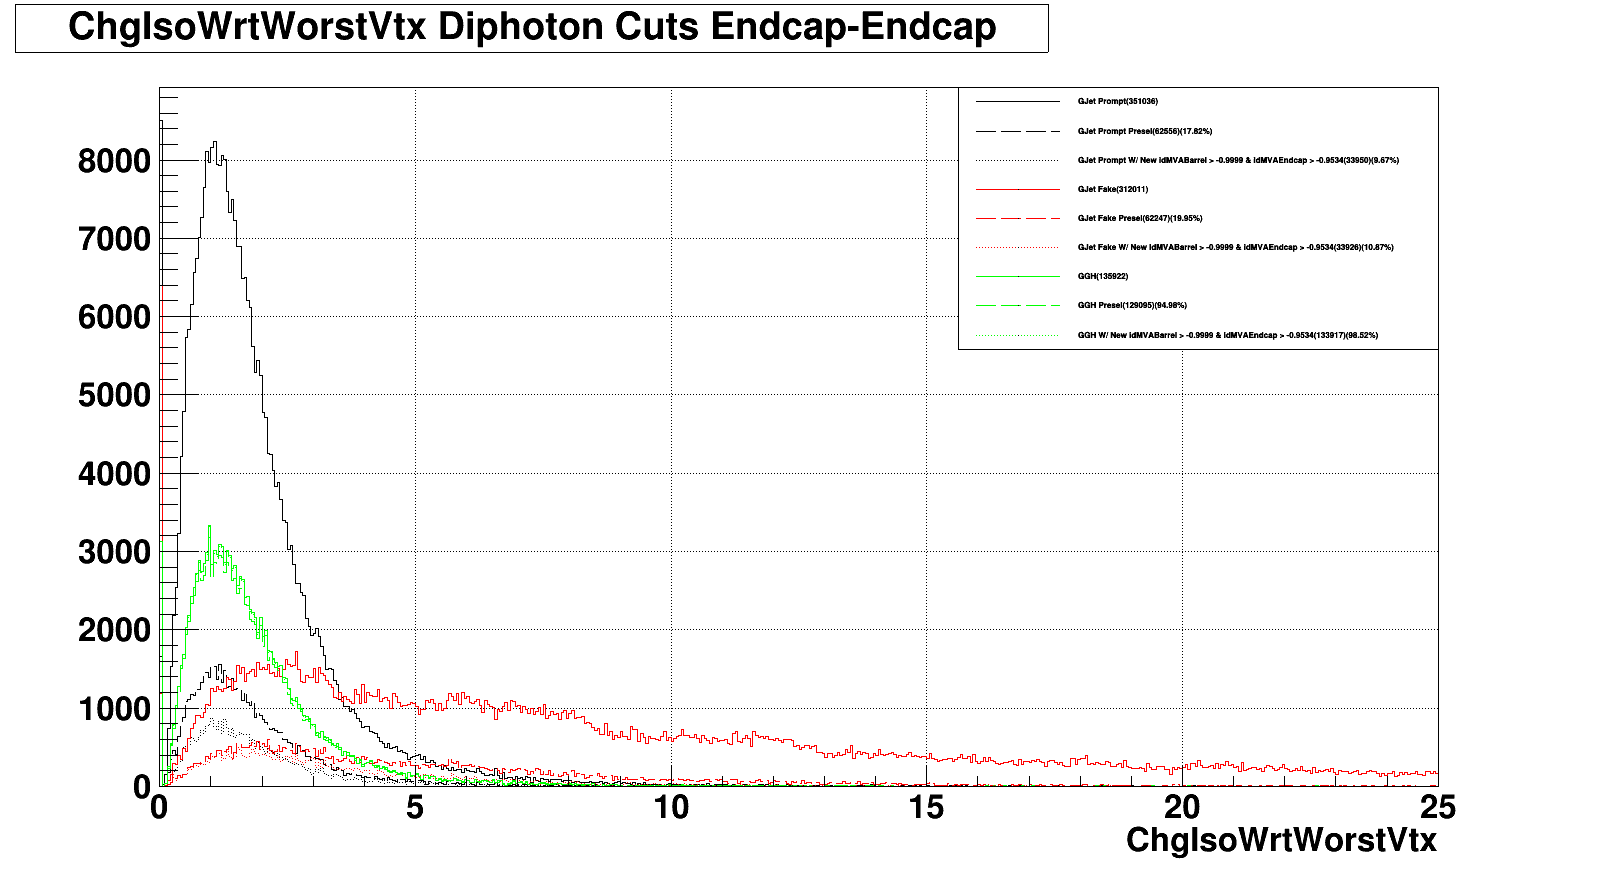 ChgIsoWrtWorstVtx Diphoton Cuts Endcap-Endcap
GJet Prompt(351036)
GJet Prompt Presel(62556)(17.82%)
GJet Prompt W/ New idMVABarrel > -0.9999 & idMVAEndcap > -0.9534(33950)(9.67%)
GJet Fake(312011)
GJet Fake Presel(62247)(19.95%)
GJet Fake W/ New idMVABarrel > -0.9999 & idMVAEndcap > -0.9534(33926)(10.87%)
GGH(135922)
GGH Presel(129095)(94.98%)
GGH W/ New idMVABarrel > -0.9999 & idMVAEndcap > -0.9534(133917)(98.52%)
8000
7000
6000
5000
4000
3000
2000
1000
0
0 5 10 15 20 25
ChgIsoWrtWorstVtx